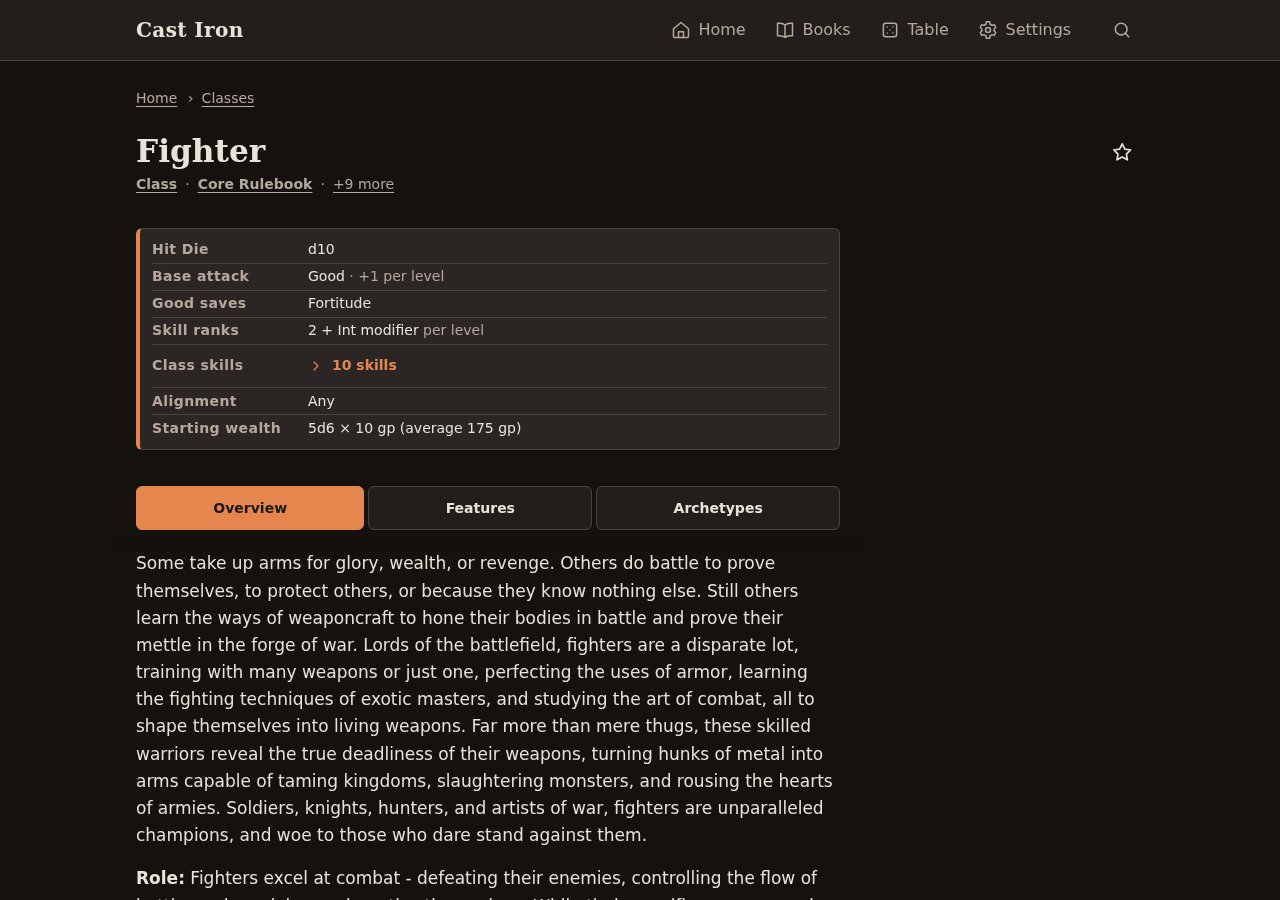 Cast Iron
Home
Books
Table
Settings
Home › Classes
Fighter
Class · Core Rulebook · +9 more
Hit Die d10
Base attack Good · +1 per level
Good saves Fortitude
Skill ranks 2 + Int modifier per level
Class skills 10 skills
Alignment Any
Starting wealth 5d6 × 10 gp (average 175 gp)
Overview
Features
Archetypes
Some take up arms for glory, wealth, or revenge. Others do battle to prove
themselves, to protect others, or because they know nothing else. Still others
learn the ways of weaponcraft to hone their bodies in battle and prove their
mettle in the forge of war. Lords of the battlefield, fighters are a disparate lot,
training with many weapons or just one, perfecting the uses of armor, learning
the fighting techniques of exotic masters, and studying the art of combat, all to
shape themselves into living weapons. Far more than mere thugs, these skilled
warriors reveal the true deadliness of their weapons, turning hunks of metal into
arms capable of taming kingdoms, slaughtering monsters, and rousing the hearts
of armies. Soldiers, knights, hunters, and artists of war, fighters are unparalleled
champions, and woe to those who dare stand against them.
Role: Fighters excel at combat - defeating their enemies, controlling the flow of